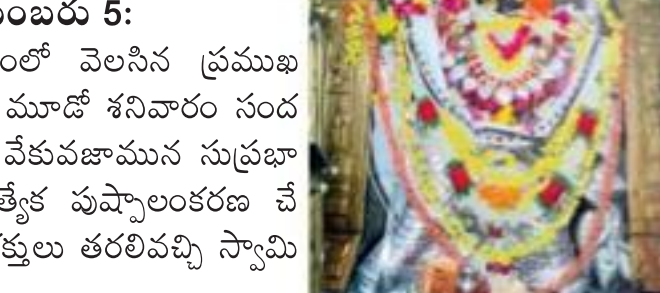 ంబరు 5:
ంలో వెలసిన ప్రముఖ
మూడో శనివారం సంద
వేకువజామున సుప్రభా
త్యేక పుష్పాలంకరణ చే
క్తులు తరలివచ్చి స్వామి